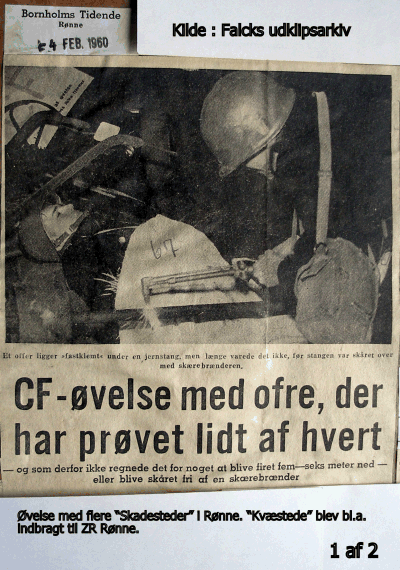 Bornholms Tidende
Rønne
Kilde : Falcks udklipsarkiv
24 FEB. 1960
67
Et offer ligger »fastklemt« under en jernstang, men længe varede det ikke, før stangen var skåret over
med skærebrænderen.
CF-øvelse med ofre, der
har prøvet lidt af hvert
— og som derfor ikke regnede det for noget at blive firet fem—seks meter ned —
eller blive skåret fri af en skærebrænder
Øvelse med flere "Skadesteder" i Rønne. "Kvæstede" blev bl.a.
indbragt til ZR Rønne.
1 af 2